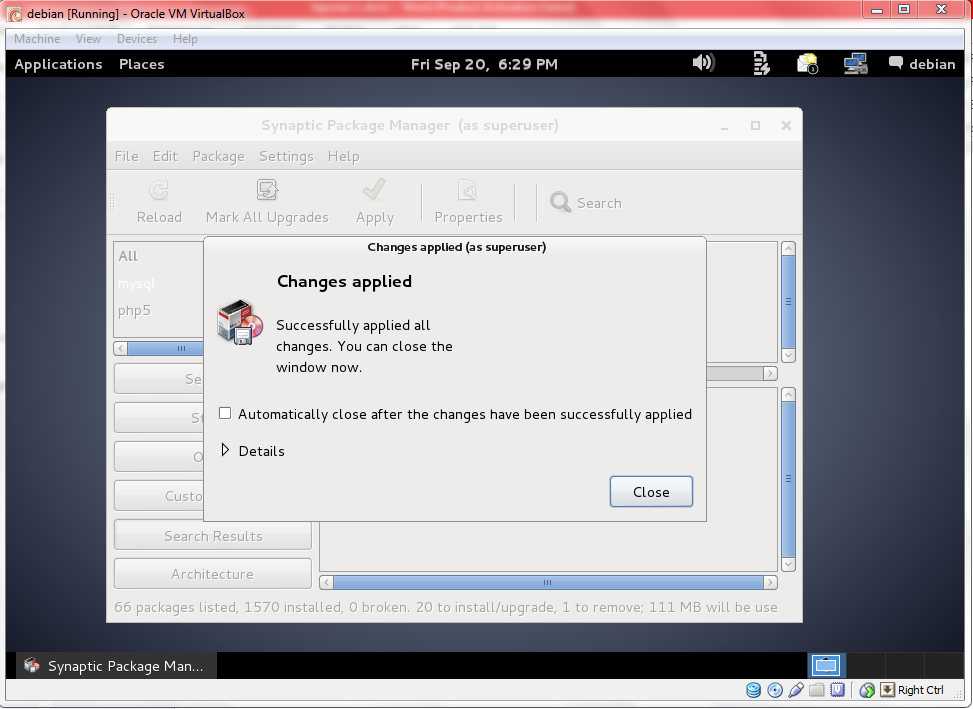 debian [Running] - Oracle VM VirtualBox
Machine View Devices Help
Applications Places Fri Sep 20, 6:29 PM 1 debian
Synaptic Package Manager (as superuser)
File Edit Package Settings Help
Reload Mark All Upgrades Apply Properties Search
Changes applied (as superuser)
All
mysql
php5
Changes applied
Successfully applied all
changes. You can close the
window now.
Automatically close after the changes have been successfully applied
Details
Close
Se
St
O
Custo
Search Results
Architecture
66 packages listed, 1570 installed, 0 broken. 20 to install/upgrade, 1 to remove; 111 MB will be use
Synaptic Package Man...
Right Ctrl